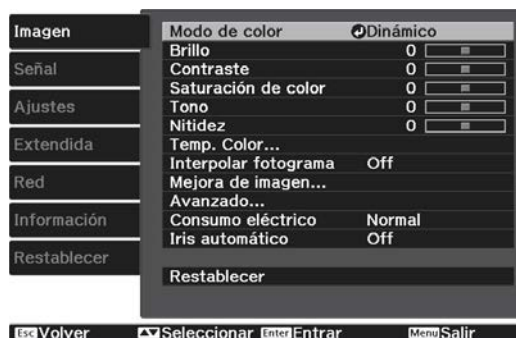 Imagen
Señal
Ajustes
Extendida
Red
Información
Restablecer
Modo de color Dinámico
Brillo 0
Contraste 0
Saturación de color 0
Tono 0
Nitidez 0
Temp. Color...
Interpolar fotograma Off
Mejora de imagen...
Avanzado...
Consumo eléctrico Normal
Iris automático Off
Restablecer
Esc Volver Seleccionar Enter Entrar Menu Salir